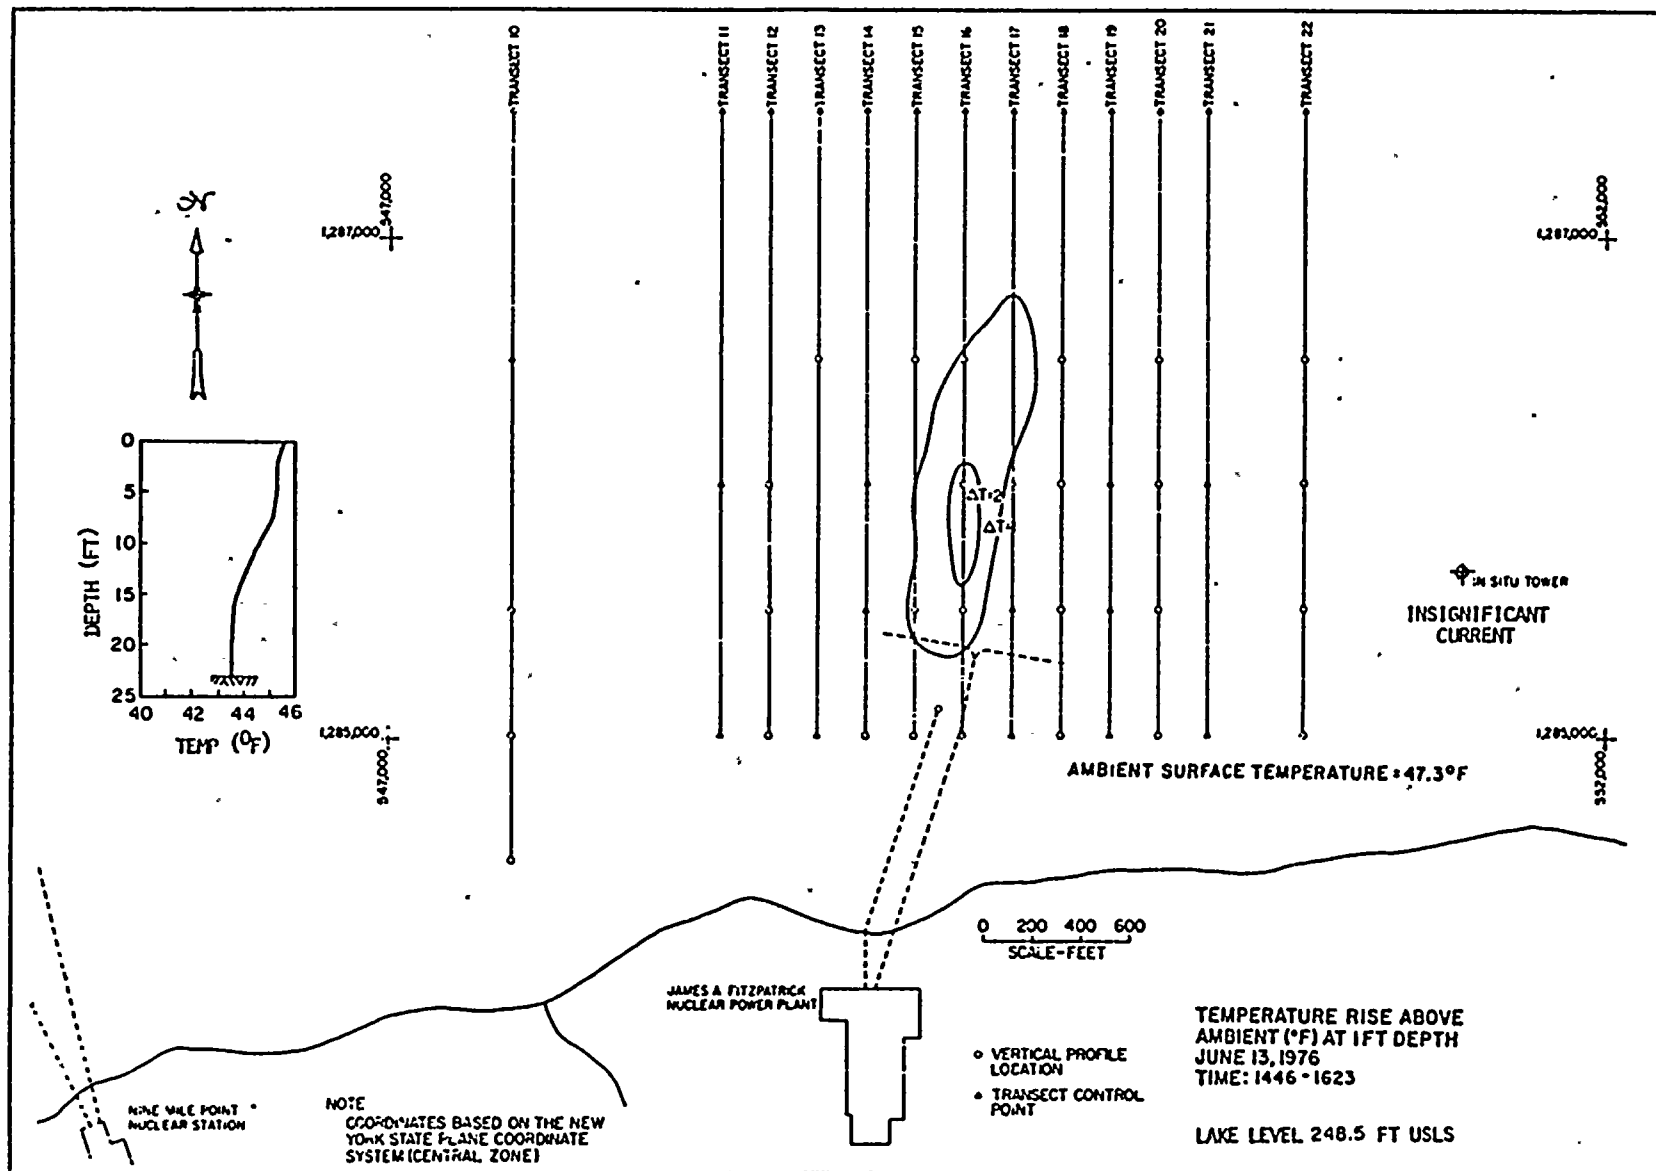 TRANSECT 10
TRANSECT 11
TRANSECT 12
TRANSECT 13
TRANSECT 14
TRANSECT 15
TRANSECT 16
TRANSECT 17
TRANSECT 18
TRANSECT 19
TRANSECT 20
TRANSECT 21
TRANSECT 22
547,000
1,287,000
552,000
1,287,000
0
5
10
15
20
25
DEPTH (FT)
40 42 44 46
TEMP (°F)
ΔT=2
ΔT=
IN SITU TOWER
INSIGNIFICANT
CURRENT
1,285,000
547,000
1,285,000
552,000
AMBIENT SURFACE TEMPERATURE = 47.3°F
0 200 400 600
SCALE-FEET
JAMES A FITZPATRICK
NUCLEAR POWER PLANT
NINE MILE POINT
NUCLEAR STATION
NOTE
COORDINATES BASED ON THE NEW
YORK STATE PLANE COORDINATE
SYSTEM (CENTRAL ZONE)
VERTICAL PROFILE
LOCATION
TRANSECT CONTROL
POINT
TEMPERATURE RISE ABOVE
AMBIENT (°F) AT 1FT DEPTH
JUNE 13, 1976
TIME: 1446-1623
LAKE LEVEL 248.5 FT USLS